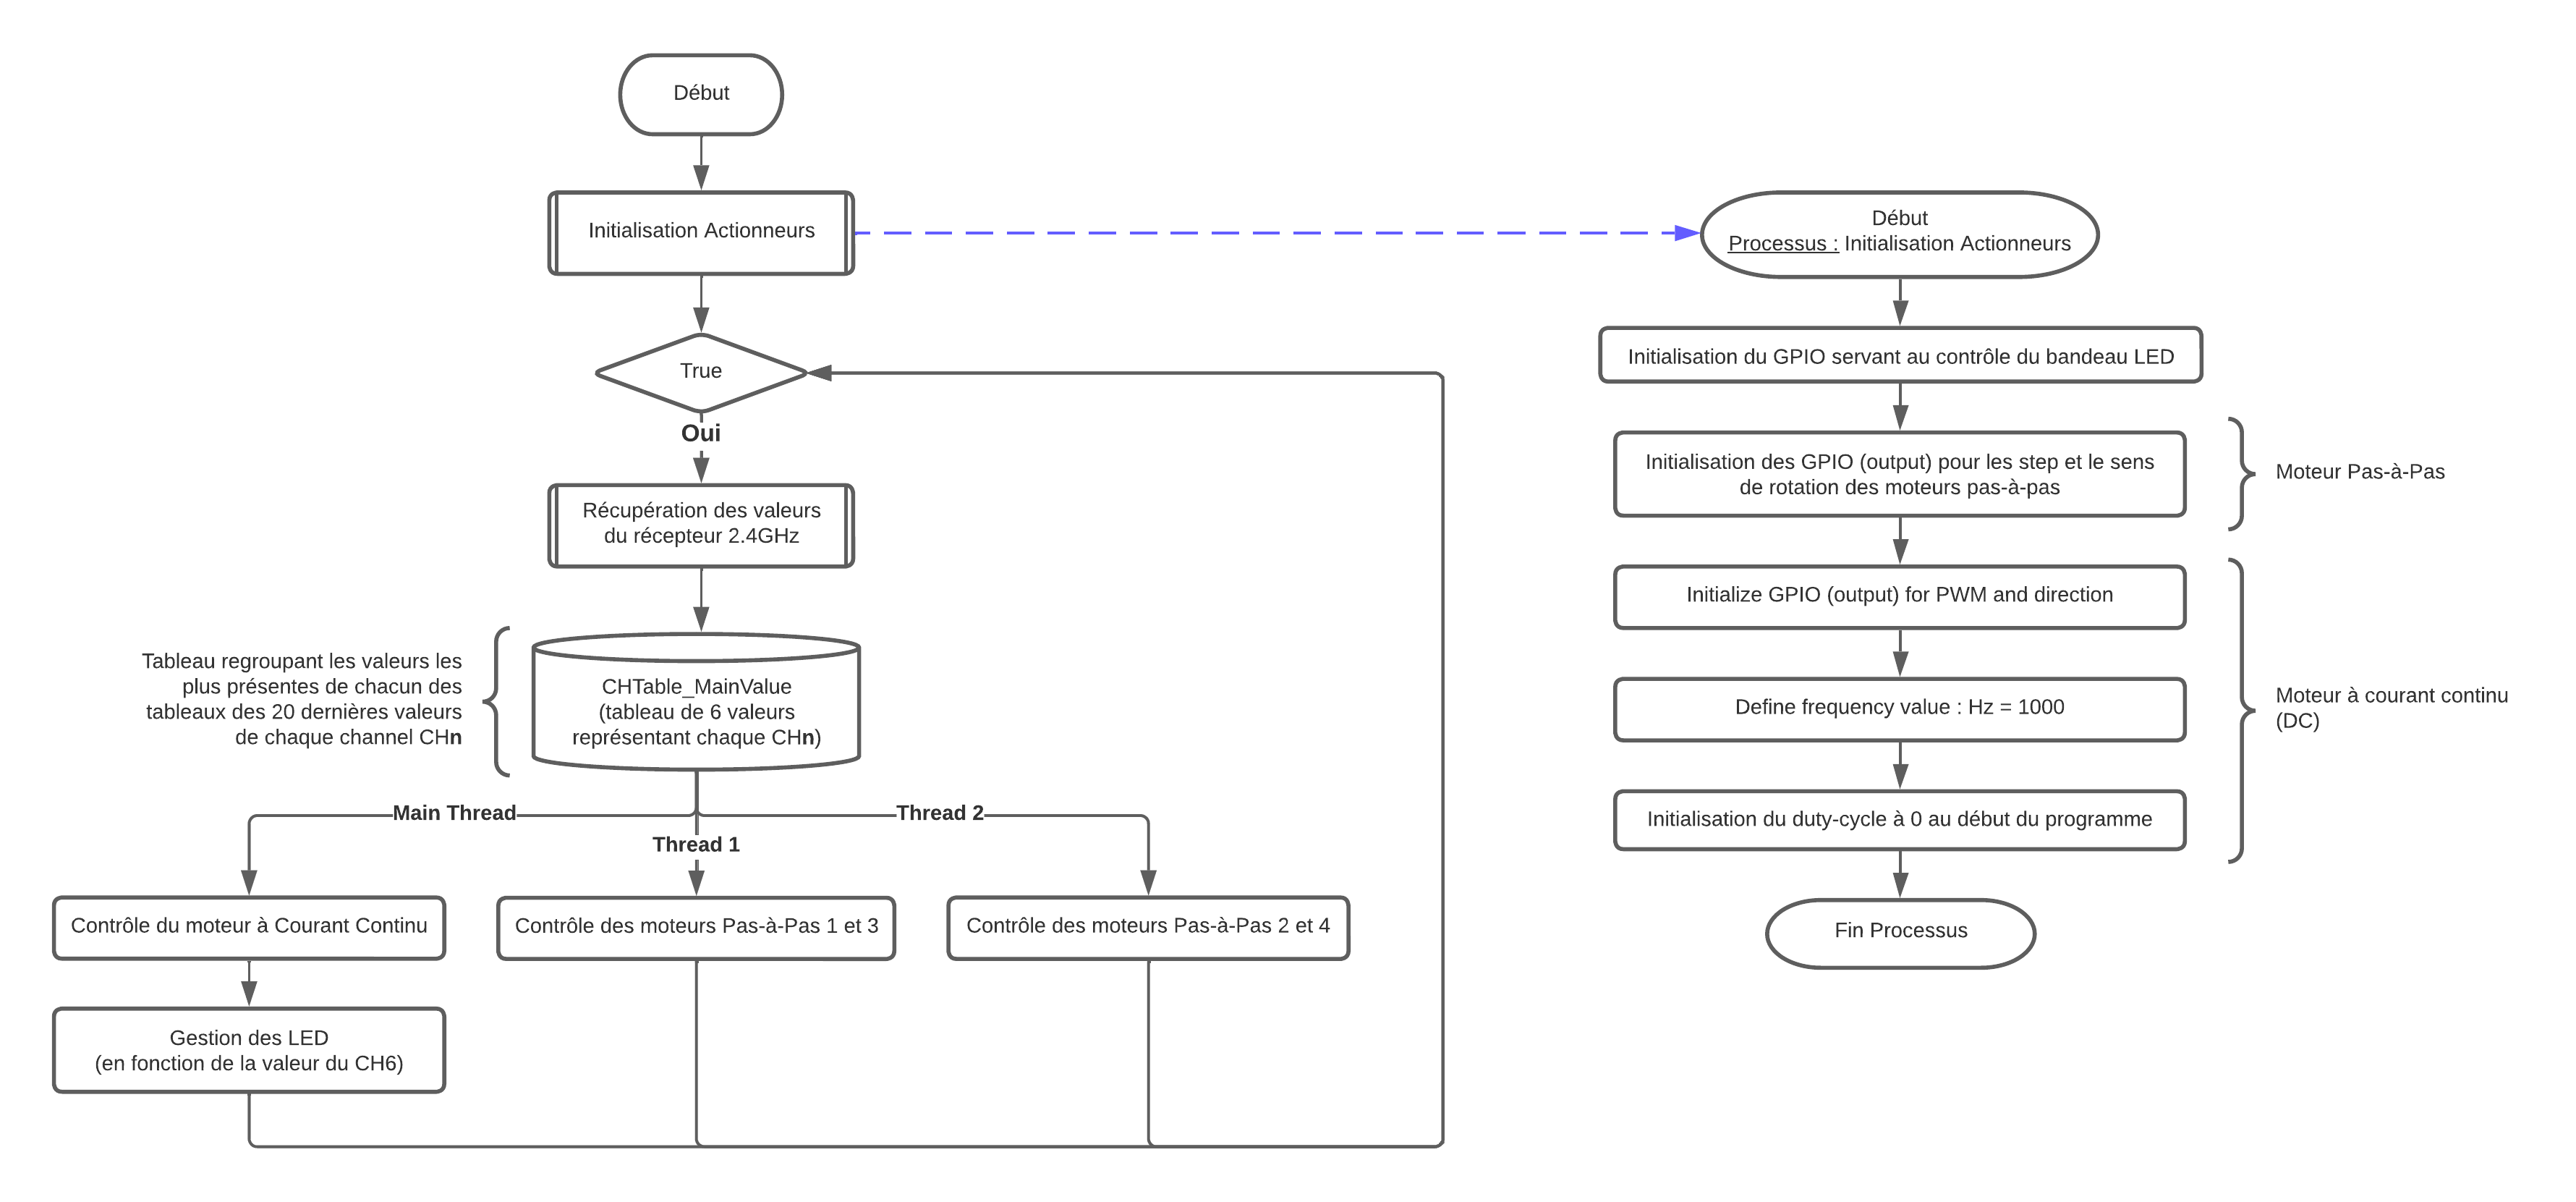 Début
Initialisation Actionneurs
True
Oui
Récupération des valeurs
du récepteur 2.4GHz
Tableau regroupant les valeurs les
plus présentes de chacun des
tableaux des 20 dernières valeurs
de chaque channel CHn
CHTable_MainValue
(tableau de 6 valeurs
représentant chaque CHn)
Main Thread
Thread 1
Thread 2
Contrôle du moteur à Courant Continu
Contrôle des moteurs Pas-à-Pas 1 et 3
Contrôle des moteurs Pas-à-Pas 2 et 4
Gestion des LED
(en fonction de la valeur du CH6)
Début
Processus : Initialisation Actionneurs
Initialisation du GPIO servant au contrôle du bandeau LED
Initialisation des GPIO (output) pour les step et le sens
de rotation des moteurs pas-à-pas
Moteur Pas-à-Pas
Initialize GPIO (output) for PWM and direction
Define frequency value : Hz = 1000
Moteur à courant continu
(DC)
Initialisation du duty-cycle à 0 au début du programme
Fin Processus